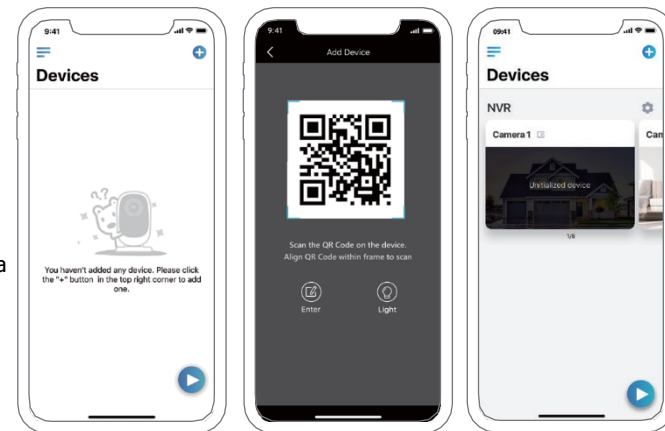 a
9:41
Devices
?
?
You haven't added any device. Please click
the "+" button in the top right corner to add
one.
9:41
Add Device
Scan the QR Code on the device.
Align QR Code within frame to scan
Enter
Light
09:41
Devices
NVR
Camera 1
Can
Unitialized device
1/8